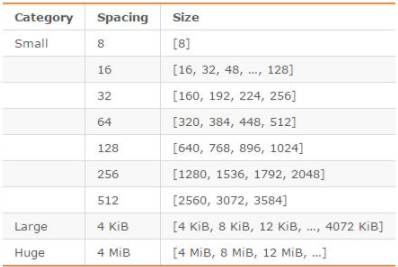 Category Spacing Size
Small 8 [8]
16 [16, 32, 48, ..., 128]
32 [160, 192, 224, 256]
64 [320, 384, 448, 512]
128 [640, 768, 896, 1024]
256 [1280, 1536, 1792, 2048]
512 [2560, 3072, 3584]
Large 4 KiB [4 KiB, 8 KiB, 12 KiB, ..., 4072 KiB]
Huge 4 MiB [4 MiB, 8 MiB, 12 MiB, ...]